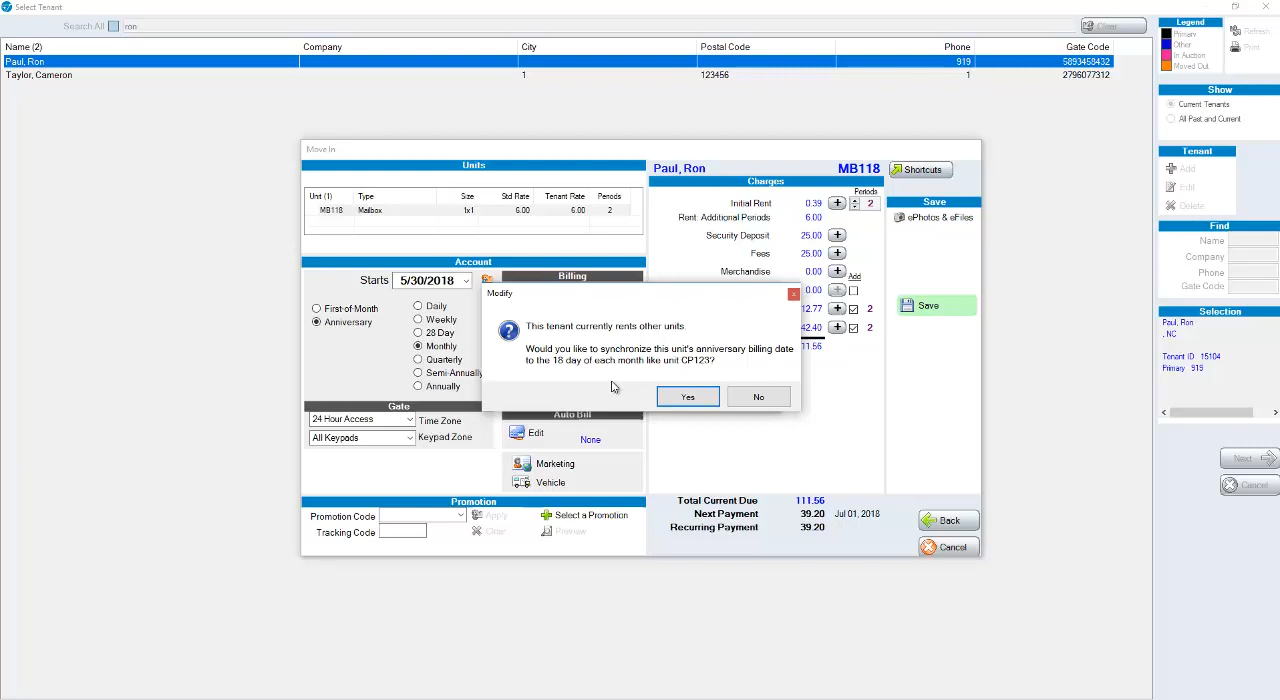 Select Tenant
Search All ron Clear
Name (2) Company City Postal Code Phone Gate Code
Paul, Ron 919 5893458432
Taylor, Cameron 1 123456 1 2796077312
Legend
Primary
Other
In Auction
Moved Out
Refresh
Print
Show
Current Tenants
All Past and Current
Tenant
Add
Edit
Delete
Find
Name
Company
Phone
Gate Code
Selection
Paul, Ron
, NC
Tenant ID 15104
Primary 919
Next
Cancel
Move In
Units
Unit (1) Type Size Std Rate Tenant Rate Periods
MB118 Mailbox 1x1 6.00 6.00 2
Account
Starts 5/30/2018
Billing
First-of-Month
Anniversary
Daily
Weekly
28 Day
Monthly
Quarterly
Semi-Annually
Annually
Gate
24 Hour Access Time Zone
All Keypads Keypad Zone
Auto Bill
Edit
None
Marketing
Vehicle
Promotion
Promotion Code Apply Select a Promotion
Tracking Code Clear Preview
Paul, Ron MB118
Shortcuts
Charges
Periods
Initial Rent 0.39 2
Rent: Additional Periods 6.00
Security Deposit 25.00
Fees 25.00
Merchandise 0.00 Add
0.00
12.77 2
42.40 2
11.56
Save
ePhotos & eFiles
Save
Total Current Due 111.56
Next Payment 39.20 Jul 01, 2018
Recurring Payment 39.20
Back
Cancel
Modify
x
This tenant currently rents other units.
Would you like to synchronize this unit's anniversary billing date
to the 18 day of each month like unit CP123?
Yes No